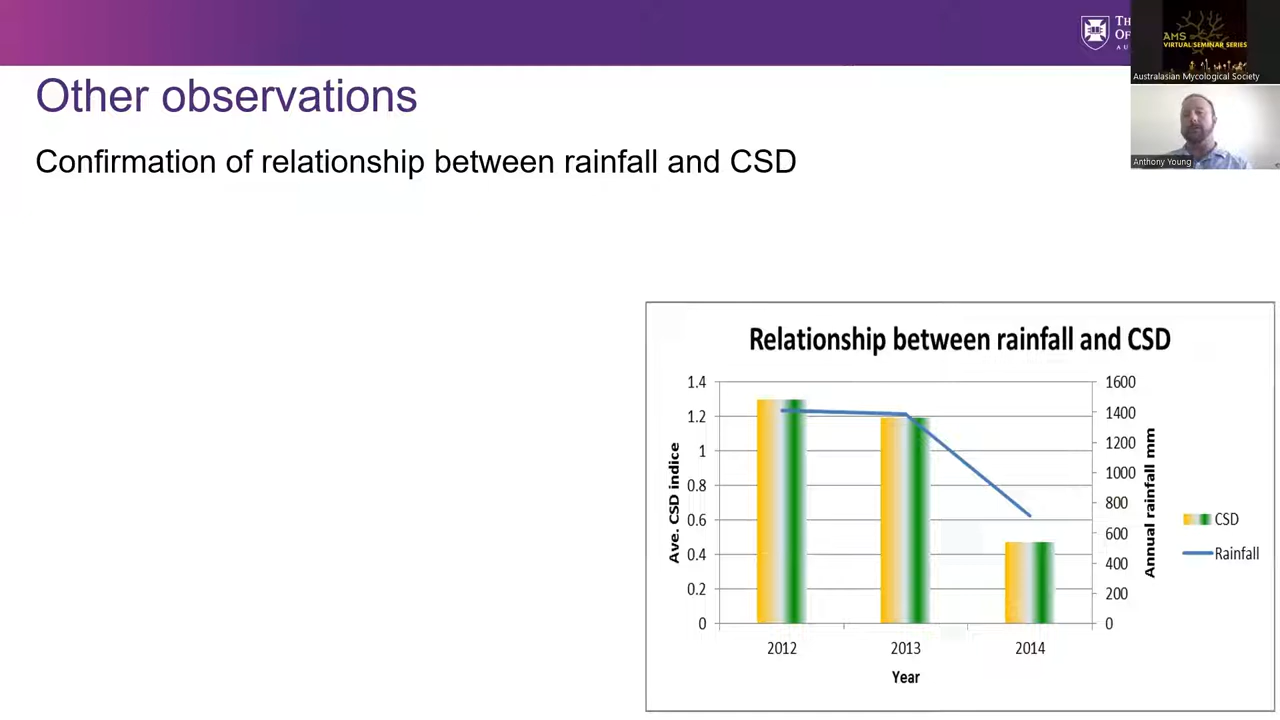 Th
Of
Au
AMS
VIRTUAL SEMINAR SERIES
Australasian Mycological Society
Anthony Young
Other observations
Confirmation of relationship between rainfall and CSD
Relationship between rainfall and CSD
Ave. CSD indice
1.4
1.2
1
0.8
0.6
0.4
0.2
0
1600
1400
1200
1000
800
600
400
200
0
Annual rainfall mm
CSD
Rainfall
2012 2013 2014
Year